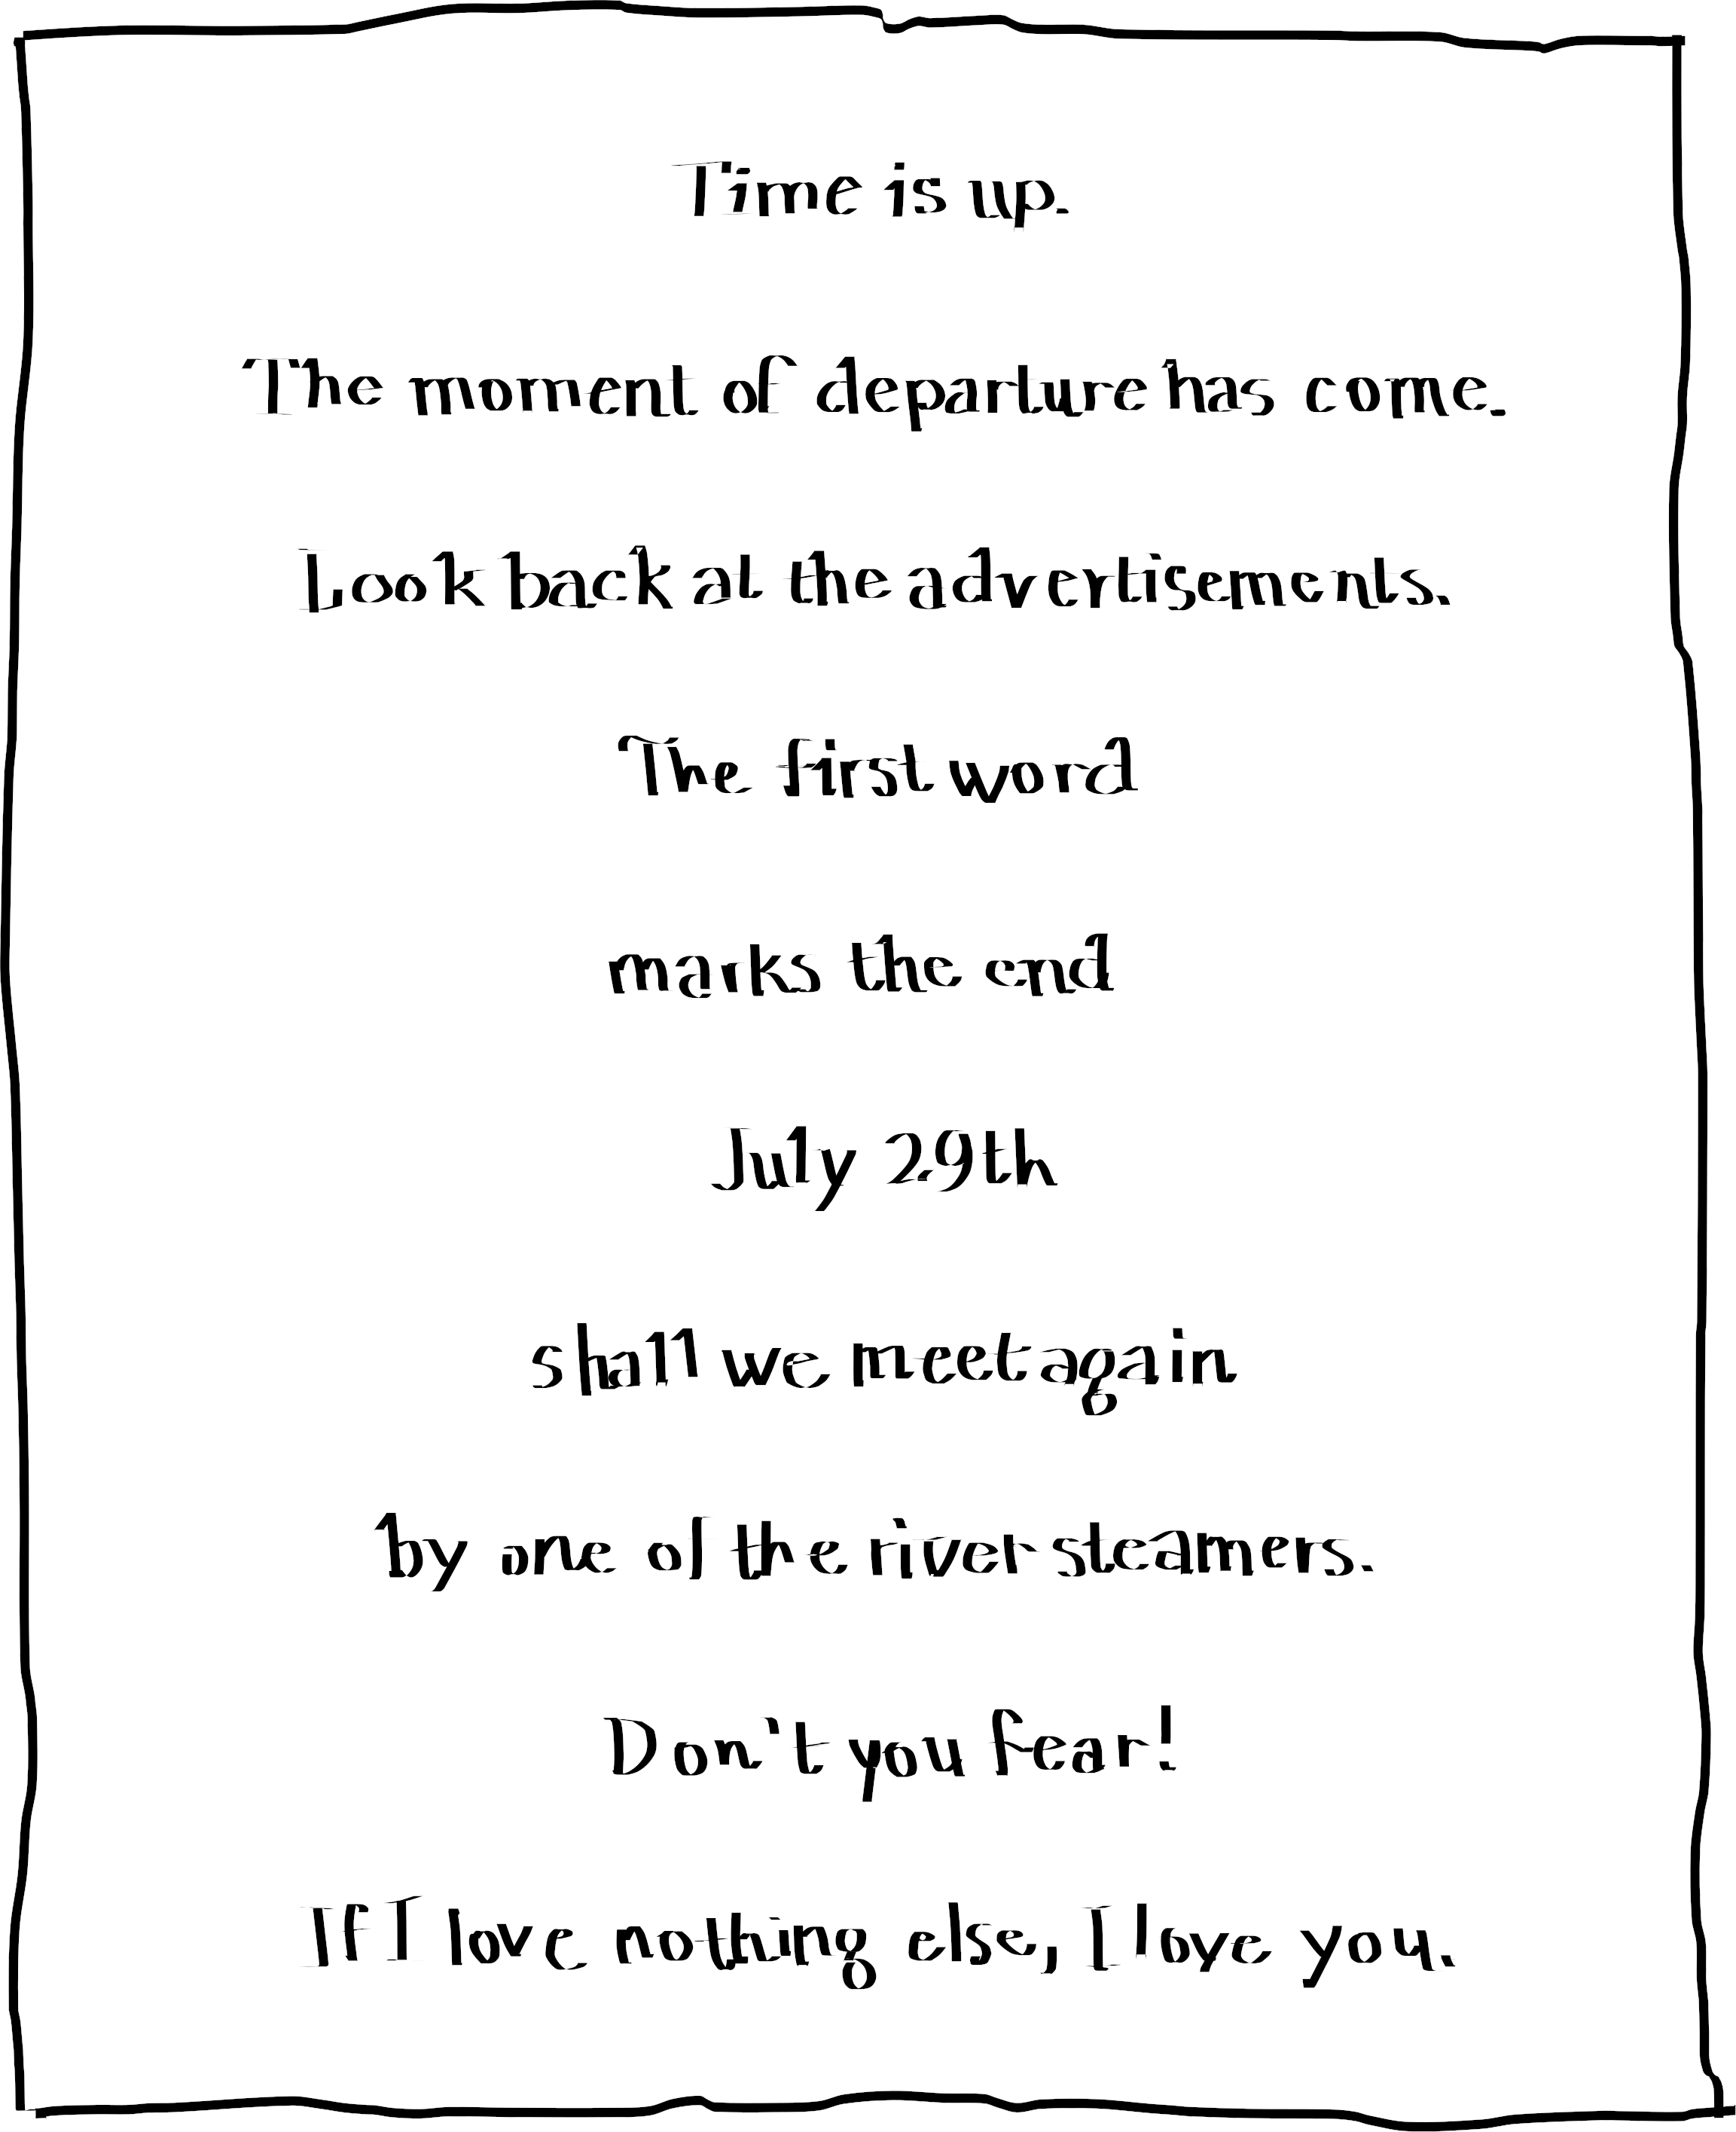 Time is up.
The moment of departure has come.
Look back at the advertisements.
The first word
marks the end
July 29th
shall we meet again
by one of the river steamers.
Don't you fear!
If I love nothing else, I love you.